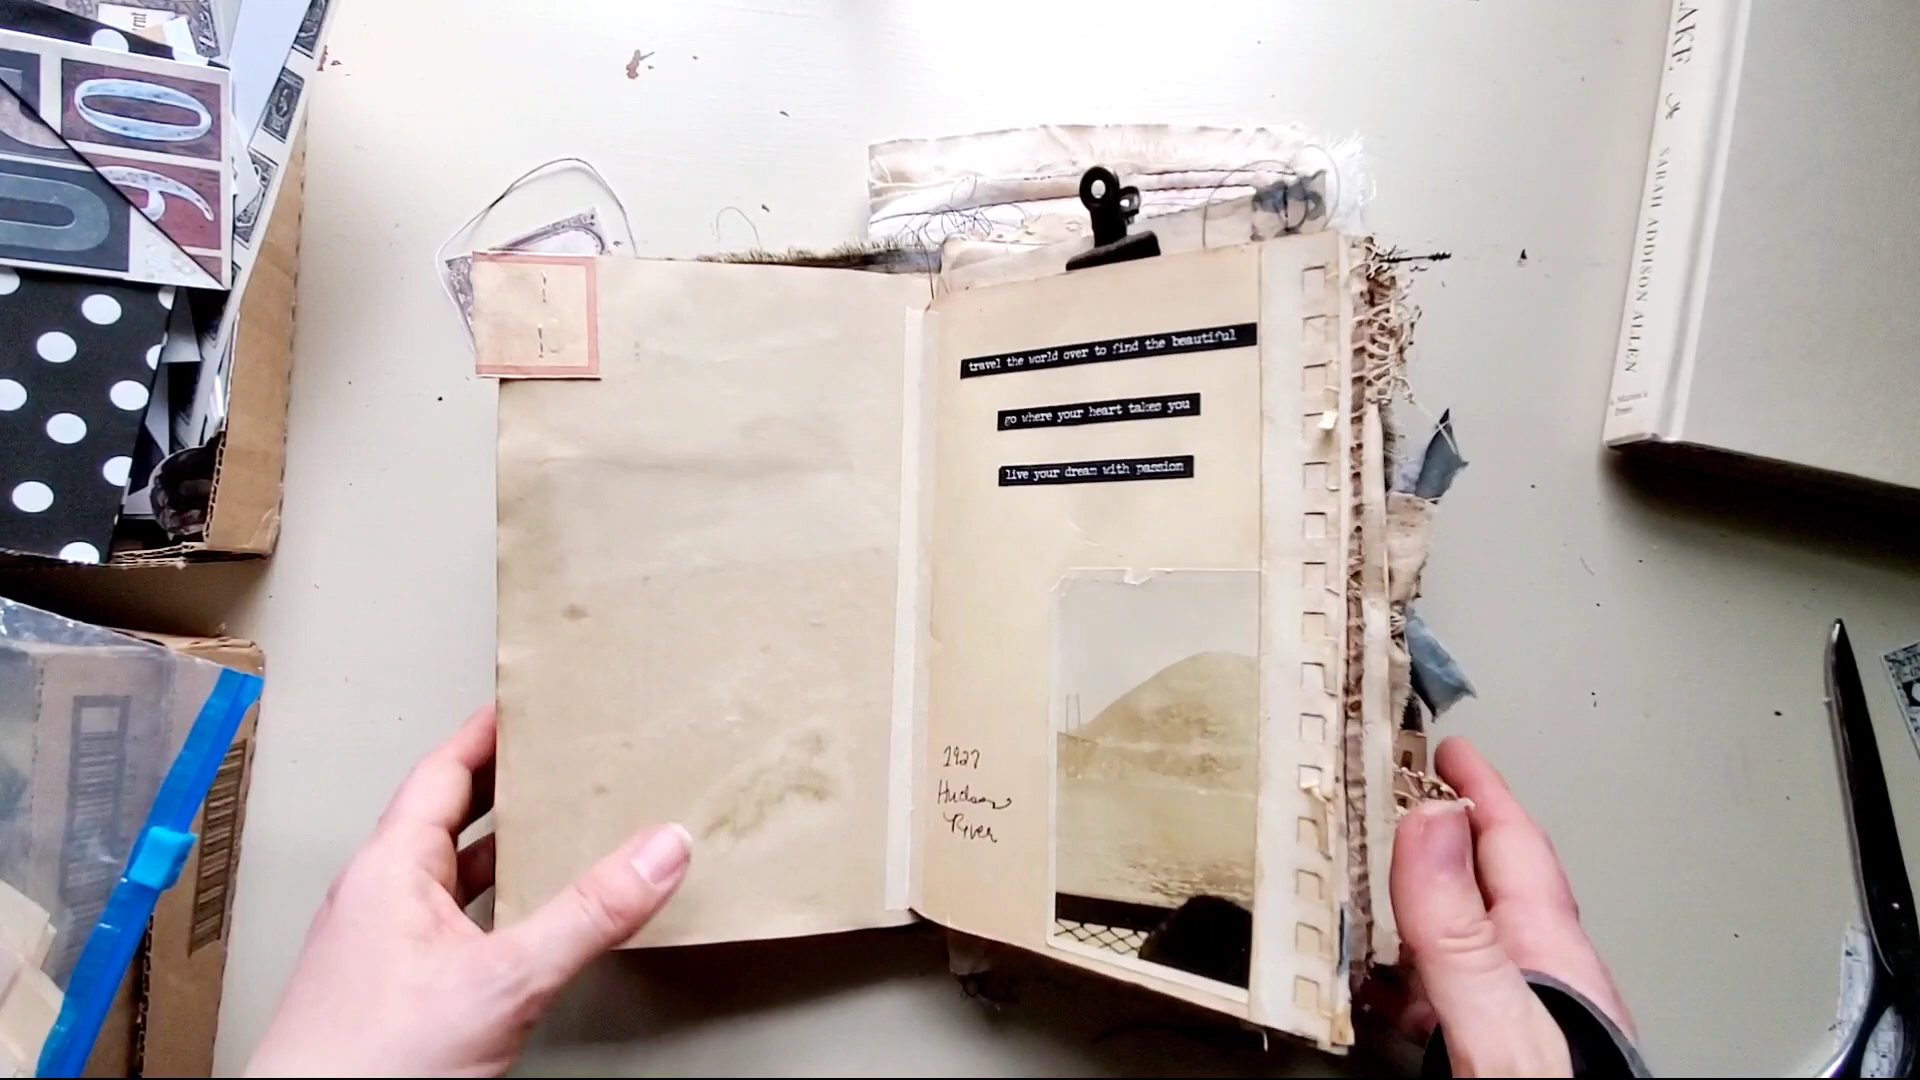 travel the world over to find the beautiful
go where your heart takes you
live your dream with passion
1927
Hudson
River
LAKE
SARAH ADDISON ALLEN